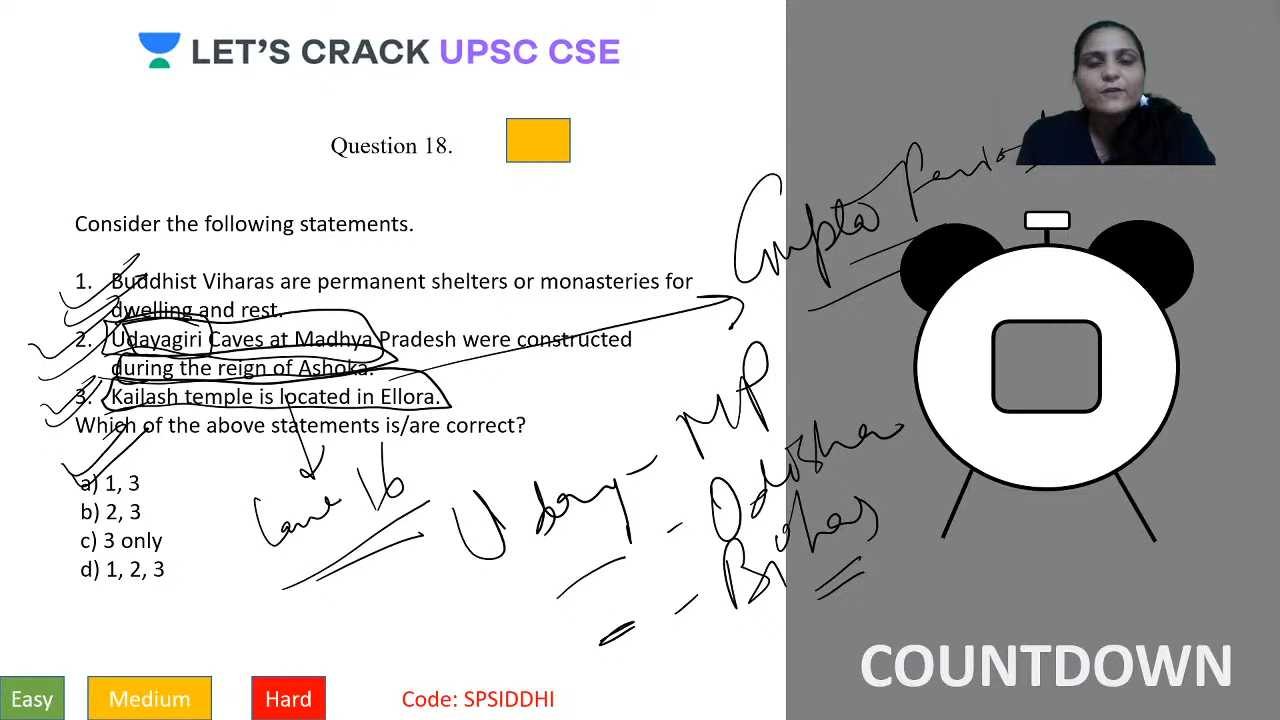 LET'S CRACK UPSC CSE
Question 18.
Consider the following statements.
1. Buddhist Viharas are permanent shelters or monasteries for
dwelling and rest.
2. Udayagiri Caves at Madhya Pradesh were constructed
during the reign of Ashoka.
3. Kailash temple is located in Ellora.
Which of the above statements is/are correct?
a) 1, 3
b) 2, 3
c) 3 only
d) 1, 2, 3
Gupta Period
Cave 16
Uday - MP
- Odisha
- Bihar
COUNTDOWN
Easy
Medium
Hard
Code: SPSIDDHI